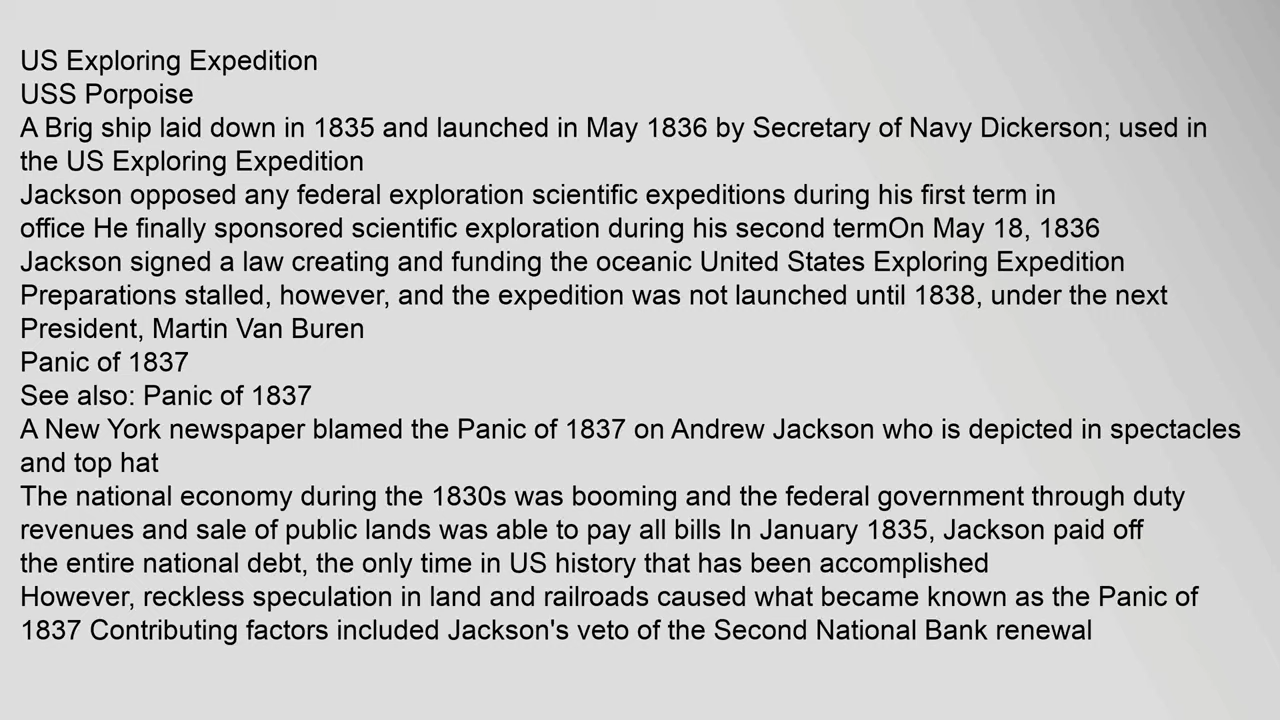 US Exploring Expedition
USS Porpoise
A Brig ship laid down in 1835 and launched in May 1836 by Secretary of Navy Dickerson; used in
the US Exploring Expedition
Jackson opposed any federal exploration scientific expeditions during his first term in
office He finally sponsored scientific exploration during his second termOn May 18, 1836
Jackson signed a law creating and funding the oceanic United States Exploring Expedition
Preparations stalled, however, and the expedition was not launched until 1838, under the next
President, Martin Van Buren
Panic of 1837
See also: Panic of 1837
A New York newspaper blamed the Panic of 1837 on Andrew Jackson who is depicted in spectacles
and top hat
The national economy during the 1830s was booming and the federal government through duty
revenues and sale of public lands was able to pay all bills In January 1835, Jackson paid off
the entire national debt, the only time in US history that has been accomplished
However, reckless speculation in land and railroads caused what became known as the Panic of
1837 Contributing factors included Jackson's veto of the Second National Bank renewal